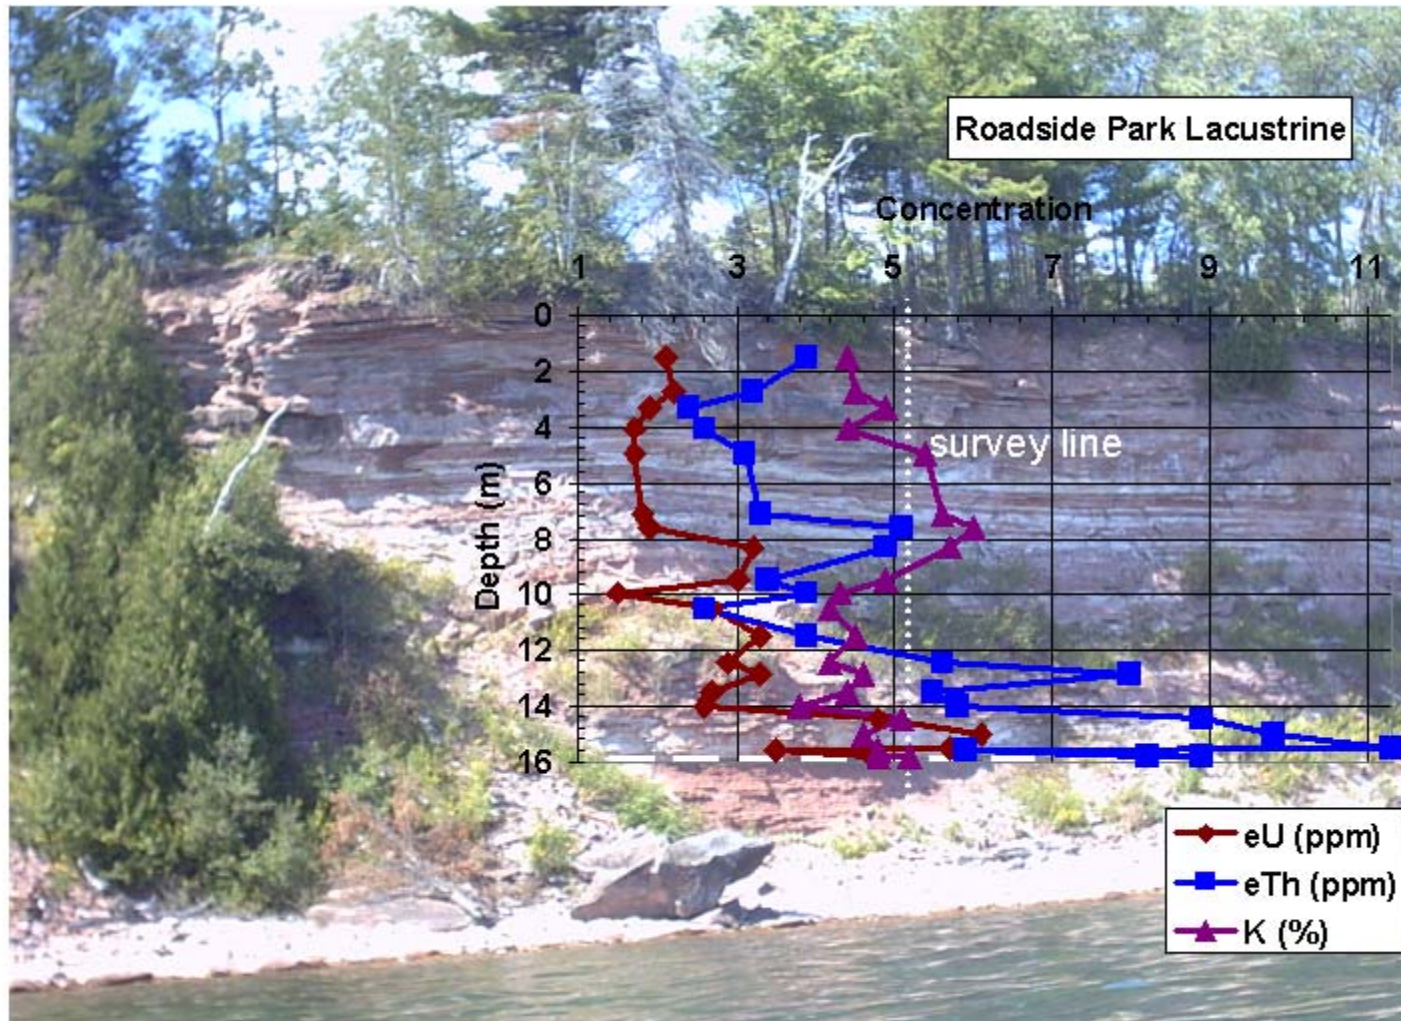 Roadside Park Lacustrine
Concentration
1 3 5 7 9 11
0
2
4
survey line
6
Depth (m)
8
10
12
14
16
eU (ppm)
eTh (ppm)
K (%)